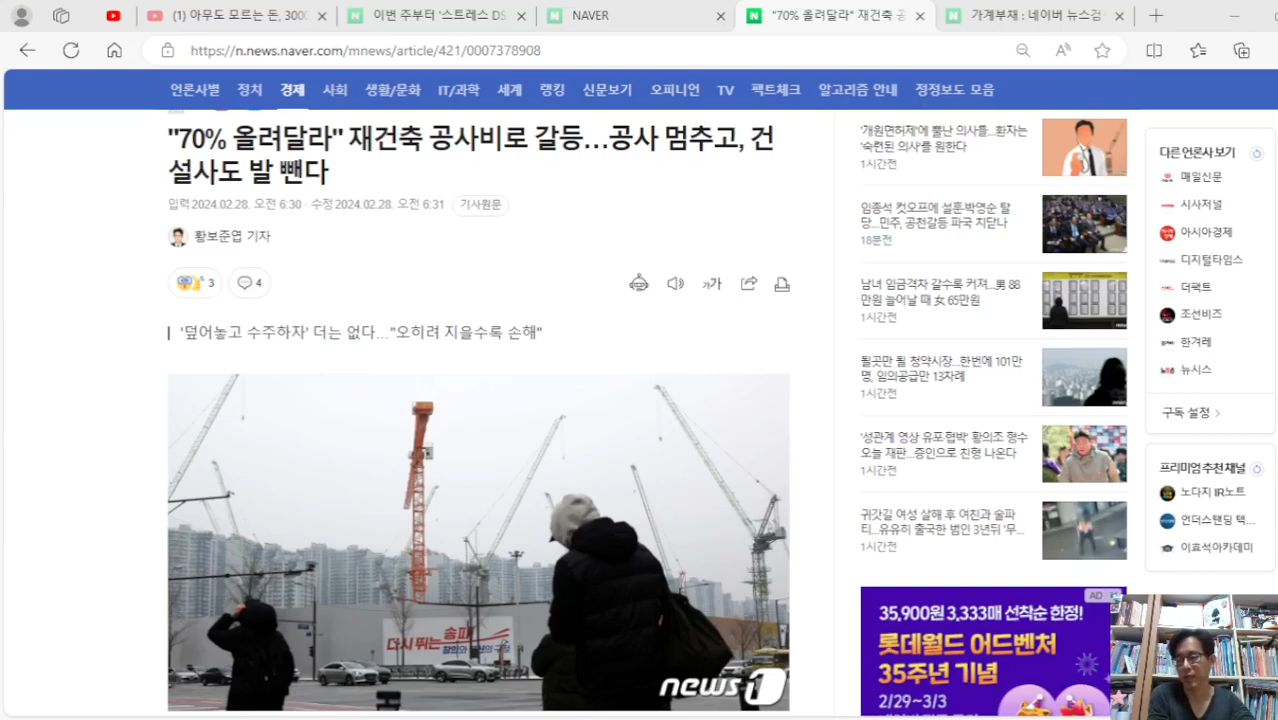 (1) 아무도 모르는 돈, 3000
이번 주부터 '스트레스 DS
NAVER
"70% 올려달라" 재건축 공
가계부채 : 네이버 뉴스검
https://n.news.naver.com/mnews/article/421/0007378908
언론사별 정치 경제 사회 생활/문화 IT/과학 세계 랭킹 신문보기 오피니언 TV 팩트체크 알고리즘 안내 정정보도 모음
"70% 올려달라" 재건축 공사비로 갈등…공사 멈추고, 건
설사도 발 뺀다
입력 2024.02.28. 오전 6:30 · 수정 2024.02.28. 오전 6:31 기사원문
황보준엽 기자
3
4
가가
'덮어놓고 수주하자' 더는 없다…"오히려 지을수록 손해"
더 시 뛰는 송파
news1
'개원면허제'에 뿔난 의사들…환자는
'숙련된 의사'를 원한다
1시간전
임종석 컷오프에 설훈·박영순 탈
당…민주, 공천갈등 파국 치닫나
18분전
남녀 임금격차 갈수록 커져…男 88
만원 늘어날 때 女 65만원
1시간전
될곳만 될 청약시장…한번에 101만
명, 임의공급만 13차례
1시간전
'성관계 영상 유포·협박' 황의조 형수
오늘 재판…증인으로 친형 나온다
1시간전
귀갓길 여성 살해 후 여친과 술파
티…유유히 출국한 범인 3년뒤 '무…
1시간전
AD
35,900원 3,333매 선착순 한정!
롯데월드 어드벤처
35주년 기념
2/29~3/3
다른 언론사 보기
매일신문
시사저널
아시아경제
디지털타임스
더팩트
조선비즈
한겨레
뉴시스
구독 설정 >
프리미엄 추천 채널
노다지 IR노트
언더스탠딩 텍…
이효석아카데미